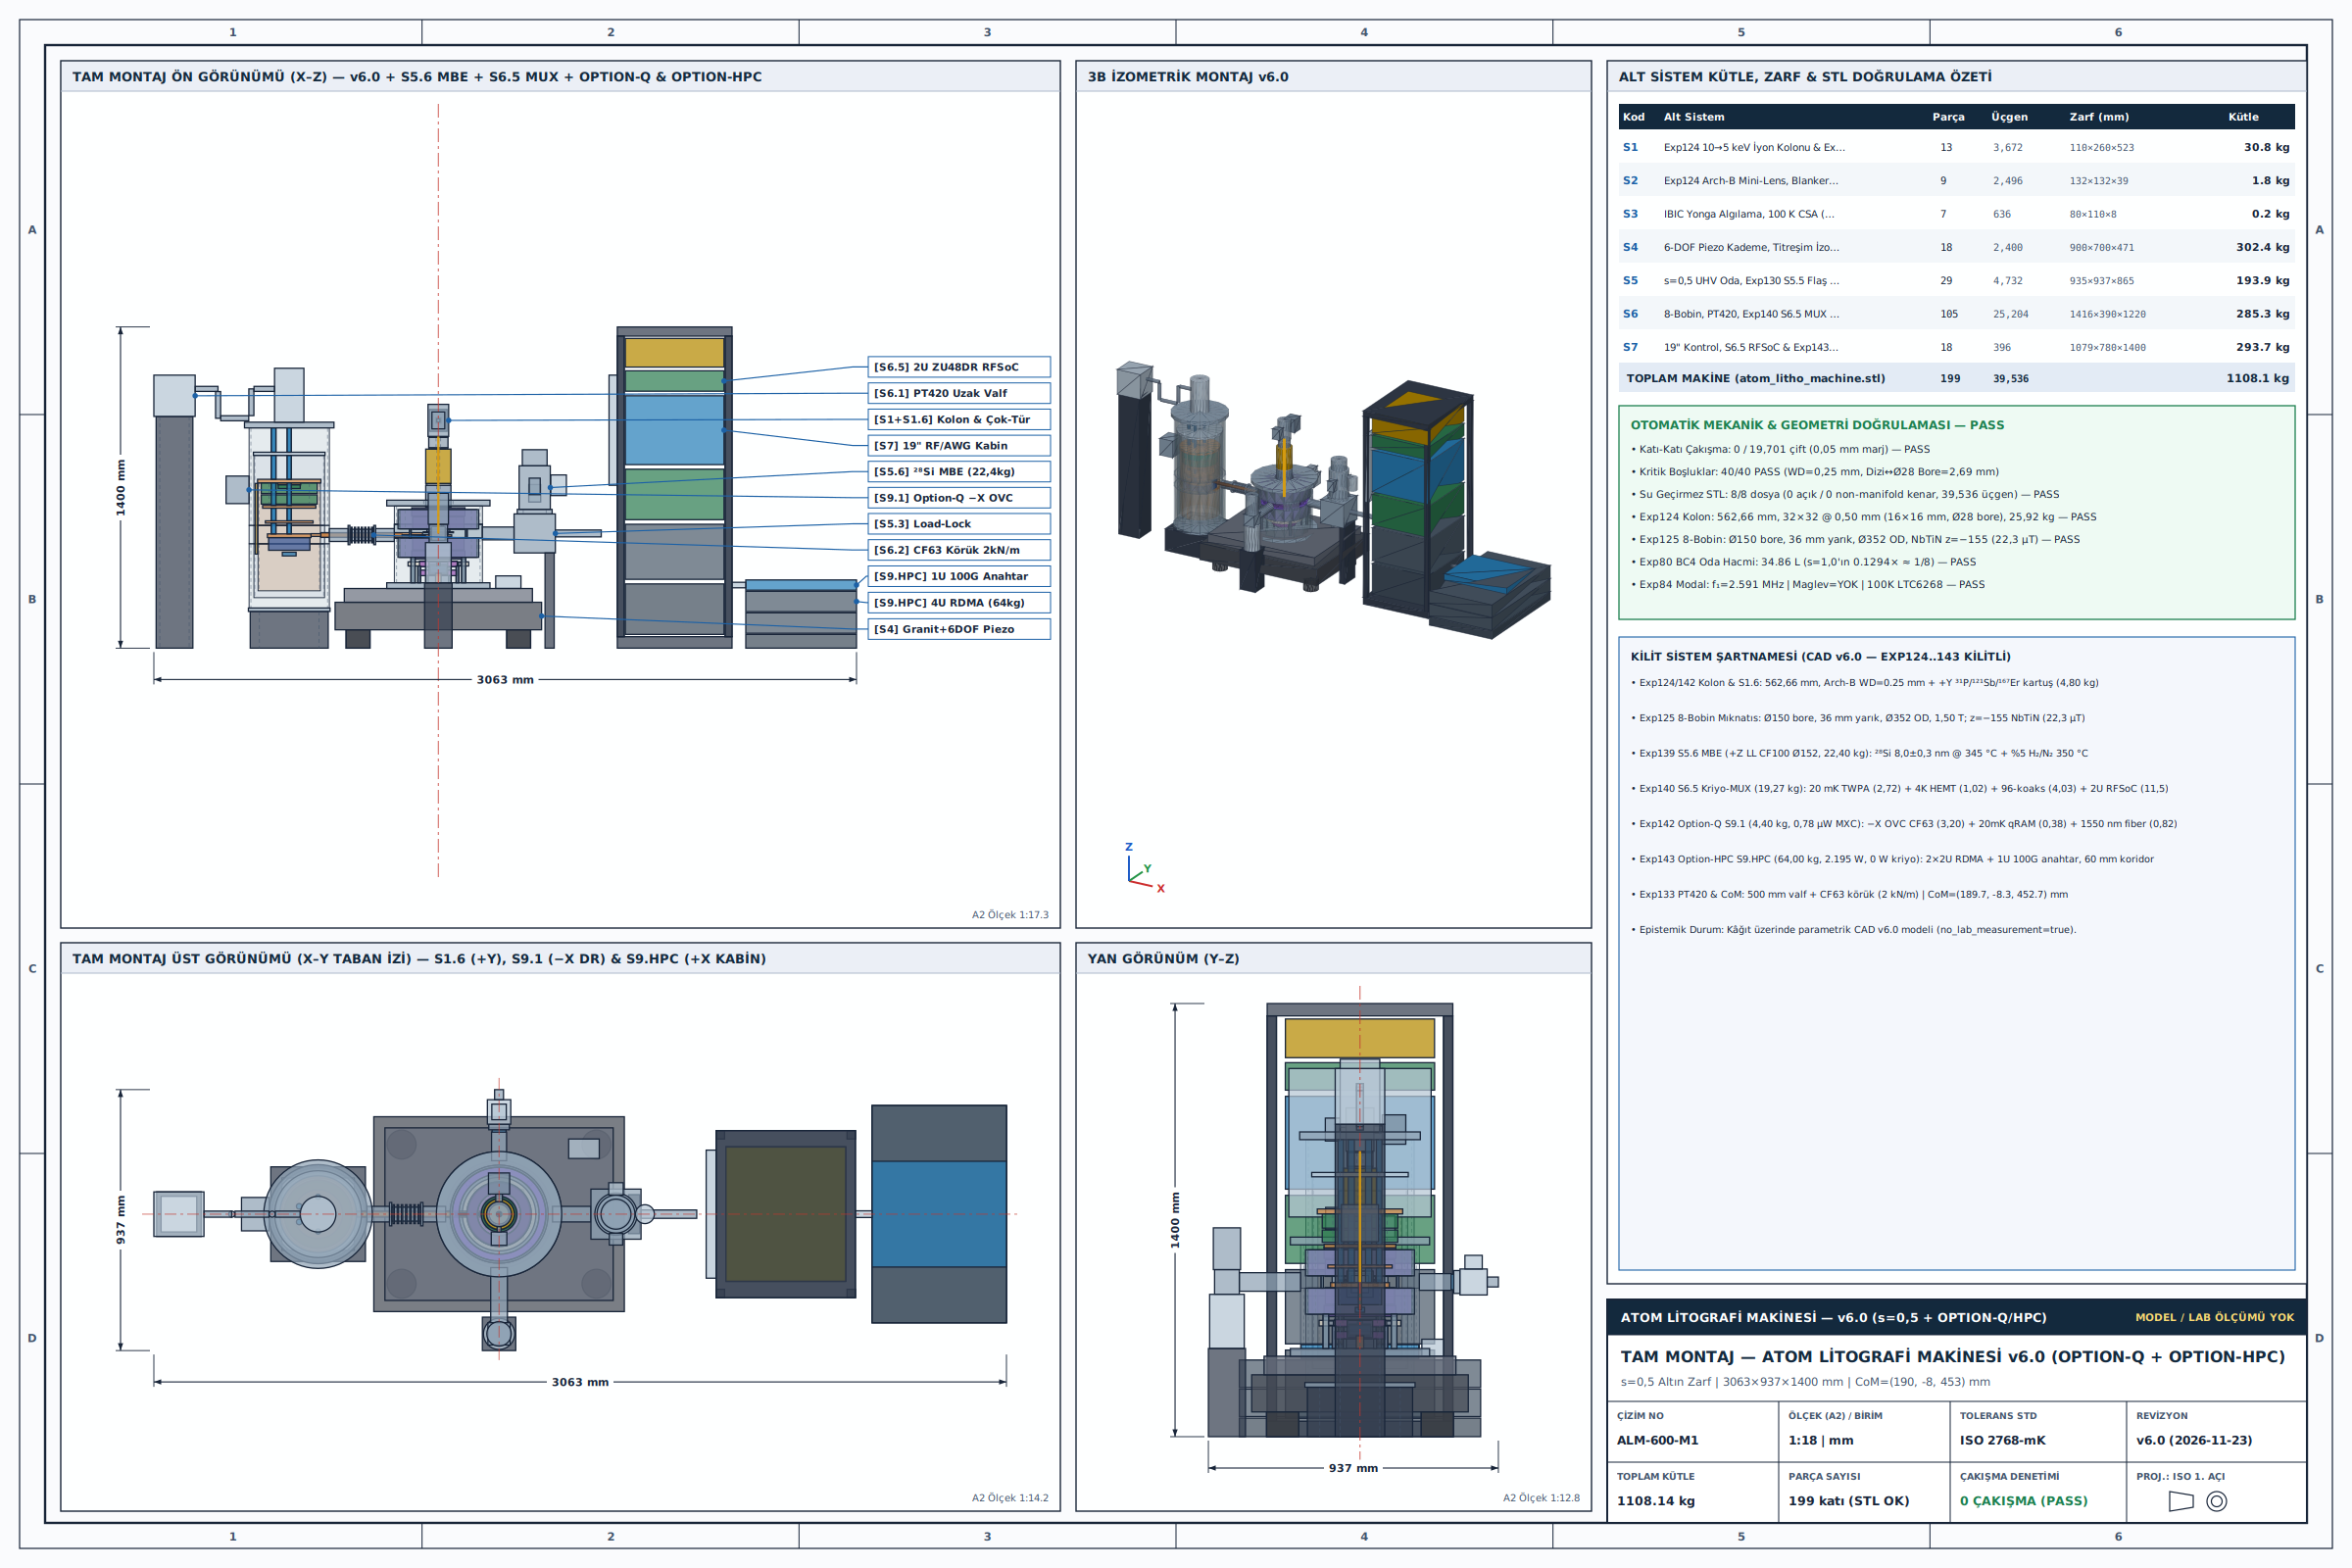 1 2 3 4 5 6
TAM MONTAJ ÖN GÖRÜNÜMÜ (X–Z) — v6.0 + S5.6 MBE + S6.5 MUX + OPTION-Q & OPTION-HPC
A
B
C
D
1400 mm
3063 mm
[S6.5] 2U ZU48DR RFSoC
[S6.1] PT420 Uzak Valf
[S1+S1.6] Kolon & Çok-Tür
[S7] 19" RF/AWG Kabin
[S5.6] ²⁸Si MBE (22,4kg)
[S9.1] Option-Q −X OVC
[S5.3] Load-Lock
[S6.2] CF63 Körük 2kN/m
[S9.HPC] 1U 100G Anahtar
[S9.HPC] 4U RDMA (64kg)
[S4] Granit+6DOF Piezo
A2 Ölçek 1:17.3
3B İZOMETRİK MONTAJ v6.0
Z
Y
X
TAM MONTAJ ÜST GÖRÜNÜMÜ (X–Y TABAN İZİ) — S1.6 (+Y), S9.1 (−X DR) & S9.HPC (+X KABİN)
937 mm
3063 mm
A2 Ölçek 1:14.2
YAN GÖRÜNÜM (Y–Z)
1400 mm
937 mm
A2 Ölçek 1:12.8
ALT SİSTEM KÜTLE, ZARF & STL DOĞRULAMA ÖZETİ
Kod Alt Sistem Parça Üçgen Zarf (mm) Kütle
S1 Exp124 10→5 keV İyon Kolonu & Ex... 13 3,672 110×260×523 30.8 kg
S2 Exp124 Arch-B Mini-Lens, Blanker... 9 2,496 132×132×39 1.8 kg
S3 IBIC Yonga Algılama, 100 K CSA (... 7 636 80×110×8 0.2 kg
S4 6-DOF Piezo Kademe, Titreşim İzo... 18 2,400 900×700×471 302.4 kg
S5 s=0,5 UHV Oda, Exp130 S5.5 Flaş ... 29 4,732 935×937×865 193.9 kg
S6 8-Bobin, PT420, Exp140 S6.5 MUX ... 105 25,204 1416×390×1220 285.3 kg
S7 19" Kontrol, S6.5 RFSoC & Exp143... 18 396 1079×780×1400 293.7 kg
TOPLAM MAKİNE (atom_litho_machine.stl) 199 39,536 1108.1 kg
OTOMATİK MEKANİK & GEOMETRİ DOĞRULAMASI — PASS
• Katı-Katı Çakışma: 0 / 19,701 çift (0,05 mm marj) — PASS
• Kritik Boşluklar: 40/40 PASS (WD=0,25 mm, Dizi↔Ø28 Bore=2,69 mm)
• Su Geçirmez STL: 8/8 dosya (0 açık / 0 non-manifold kenar, 39,536 üçgen) — PASS
• Exp124 Kolon: 562,66 mm, 32×32 @ 0,50 mm (16×16 mm, Ø28 bore), 25,92 kg — PASS
• Exp125 8-Bobin: Ø150 bore, 36 mm yarık, Ø352 OD, NbTiN z=−155 (22,3 µT) — PASS
• Exp80 BC4 Oda Hacmi: 34.86 L (s=1,0'ın 0.1294× ≈ 1/8) — PASS
• Exp84 Modal: f₁=2.591 MHz | Maglev=YOK | 100K LTC6268 — PASS
KİLİT SİSTEM ŞARTNAMESİ (CAD v6.0 — EXP124..143 KİLİTLİ)
• Exp124/142 Kolon & S1.6: 562,66 mm, Arch-B WD=0.25 mm + +Y ³¹P/¹²¹Sb/¹⁶⁷Er kartuş (4,80 kg)
• Exp125 8-Bobin Mıknatıs: Ø150 bore, 36 mm yarık, Ø352 OD, 1,50 T; z=−155 NbTiN (22,3 µT)
• Exp139 S5.6 MBE (+Z LL CF100 Ø152, 22,40 kg): ²⁸Si 8,0±0,3 nm @ 345 °C + %5 H₂/N₂ 350 °C
• Exp140 S6.5 Kriyo-MUX (19,27 kg): 20 mK TWPA (2,72) + 4K HEMT (1,02) + 96-koaks (4,03) + 2U RFSoC (11,5)
• Exp142 Option-Q S9.1 (4,40 kg, 0,78 µW MXC): −X OVC CF63 (3,20) + 20mK qRAM (0,38) + 1550 nm fiber (0,82)
• Exp143 Option-HPC S9.HPC (64,00 kg, 2.195 W, 0 W kriyo): 2×2U RDMA + 1U 100G anahtar, 60 mm koridor
• Exp133 PT420 & CoM: 500 mm valf + CF63 körük (2 kN/m) | CoM=(189.7, -8.3, 452.7) mm
• Epistemik Durum: Kâğıt üzerinde parametrik CAD v6.0 modeli (no_lab_measurement=true).
ATOM LİTOGRAFİ MAKİNESİ — v6.0 (s=0,5 + OPTION-Q/HPC) MODEL / LAB ÖLÇÜMÜ YOK
TAM MONTAJ — ATOM LİTOGRAFİ MAKİNESİ v6.0 (OPTION-Q + OPTION-HPC)
s=0,5 Altın Zarf | 3063×937×1400 mm | CoM=(190, -8, 453) mm
ÇİZİM NO ÖLÇEK (A2) / BİRİM TOLERANS STD REVİZYON
ALM-600-M1 1:18 | mm ISO 2768-mK v6.0 (2026-11-23)
TOPLAM KÜTLE PARÇA SAYISI ÇAKIŞMA DENETİMİ PROJ.: ISO 1. AÇI
1108.14 kg 199 katı (STL OK) 0 ÇAKIŞMA (PASS)
A
B
C
D
1 2 3 4 5 6